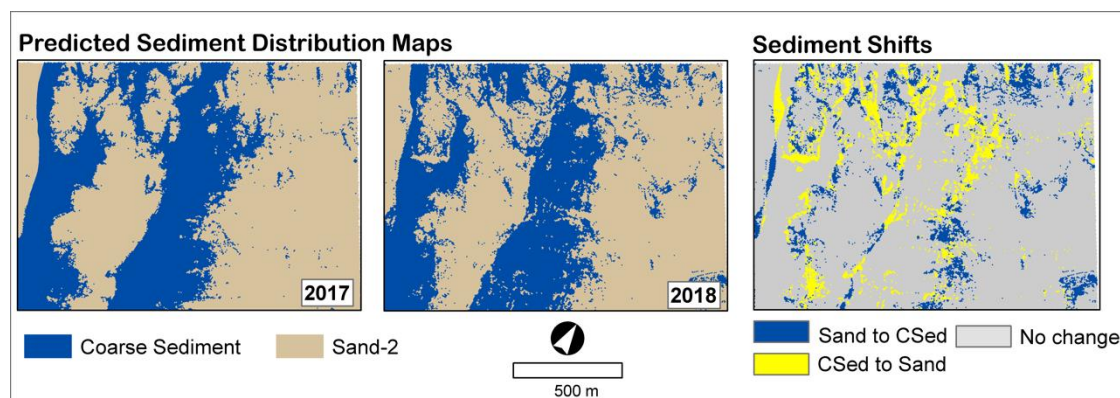 Predicted Sediment Distribution Maps
Sediment Shifts
2017
2018
Coarse Sediment
Sand-2
500 m
Sand to CSed
No change
CSed to Sand